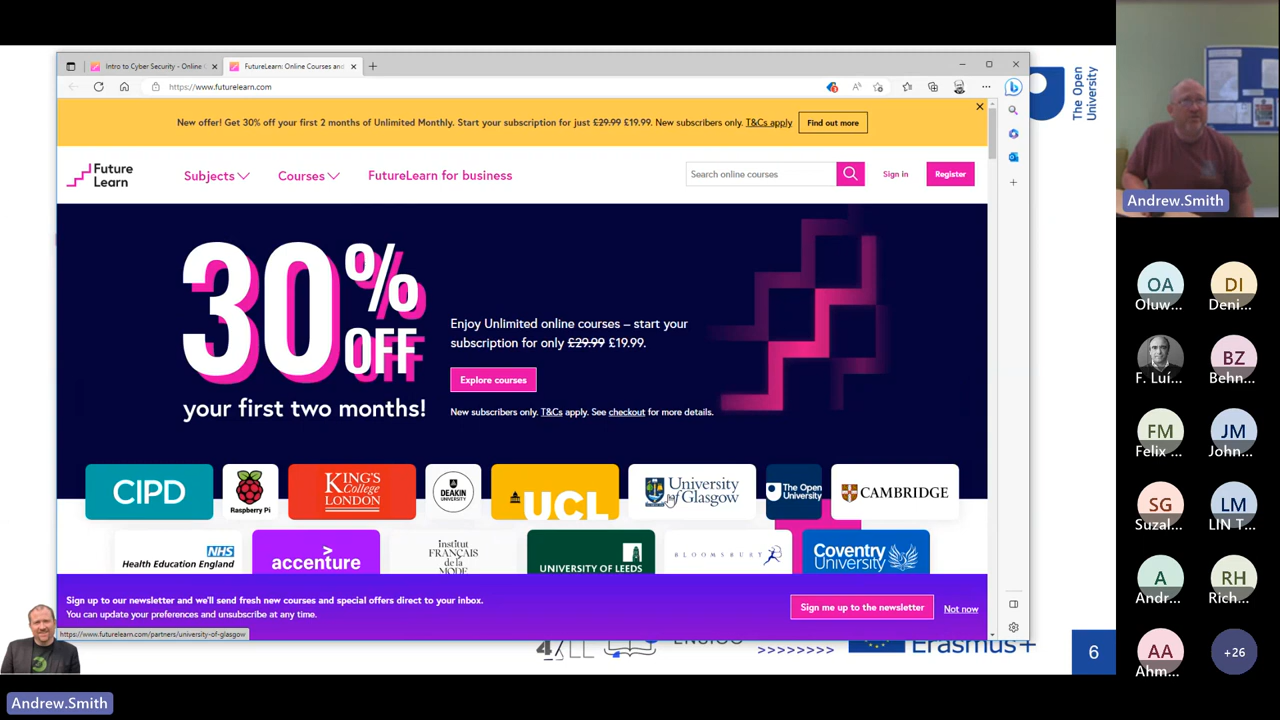 Intro to Cyber Security - Online
FutureLearn: Online Courses and
https://www.futurelearn.com
New offer! Get 30% off your first 2 months of Unlimited Monthly. Start your subscription for just £29.99 £19.99. New subscribers only. T&Cs apply
Find out more
Future
Learn
Subjects
Courses
FutureLearn for business
Search online courses
Sign in
Register
30% OFF
your first two months!
Enjoy Unlimited online courses – start your
subscription for only £29.99 £19.99.
Explore courses
New subscribers only. T&Cs apply. See checkout for more details.
CIPD
Raspberry Pi
KING'S
College
LONDON
DEAKIN
UNIVERSITY
UCL
University
of Glasgow
The Open
University
CAMBRIDGE
NHS
Health Education England
accenture
Institut
FRANÇAIS
de la
MODE
UNIVERSITY OF LEEDS
BLOOMSBURY
Coventry
University
Sign up to our newsletter and we'll send fresh new courses and special offers direct to your inbox.
You can update your preferences and unsubscribe at any time.
Sign me up to the newsletter
Not now
https://www.futurelearn.com/partners/university-of-glasgow
The Open
University
>>>>>>>>
Erasmus+
6
Andrew.Smith
Andrew.Smith
OA
Oluw...
DI
Deni...
F. Luí...
BZ
Behn...
FM
Felix ...
JM
John...
SG
Suzal...
LM
LIN T...
A
Andr...
RH
Rich...
AA
Ahm...
+26